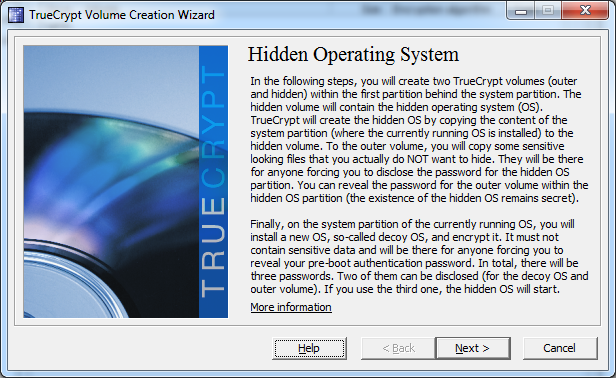 TrueCrypt Volume Creation Wizard
Hidden Operating System
In the following steps, you will create two TrueCrypt volumes (outer
and hidden) within the first partition behind the system partition. The
hidden volume will contain the hidden operating system (OS).
TrueCrypt will create the hidden OS by copying the content of the
system partition (where the currently running OS is installed) to the
hidden volume. To the outer volume, you will copy some sensitive
looking files that you actually do NOT want to hide. They will be there
for anyone forcing you to disclose the password for the hidden OS
partition. You can reveal the password for the outer volume within the
hidden OS partition (the existence of the hidden OS remains secret).
Finally, on the system partition of the currently running OS, you will
install a new OS, so-called decoy OS, and encrypt it. It must not
contain sensitive data and will be there for anyone forcing you to
reveal your pre-boot authentication password. In total, there will be
three passwords. Two of them can be disclosed (for the decoy OS and
outer volume). If you use the third one, the hidden OS will start.
More information
TRUECRYPT
Help
< Back
Next >
Cancel